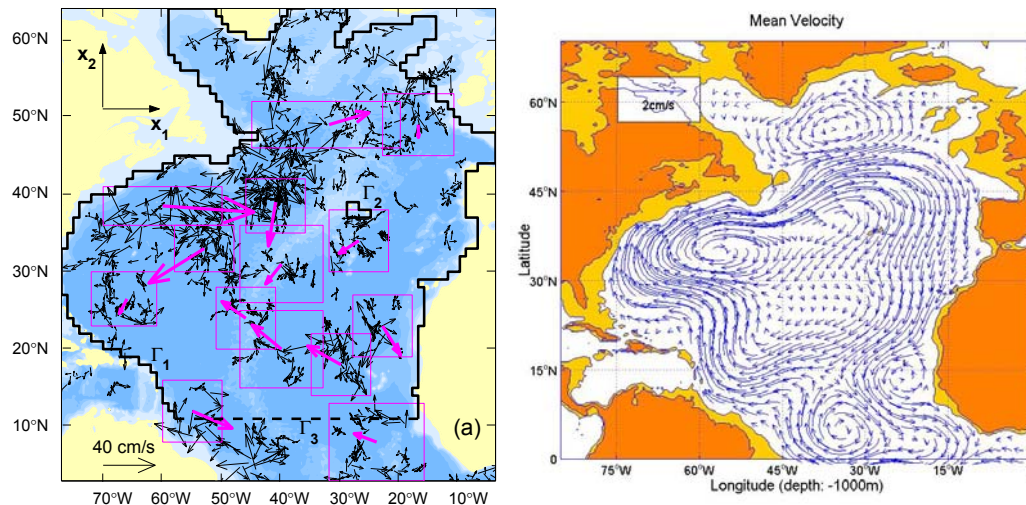 60°N
50°N
40°N
30°N
20°N
10°N
x2
x1
Γ2
Γ1
Γ3
(a)
40 cm/s
70°W 60°W 50°W 40°W 30°W 20°W 10°W
Mean Velocity
2cm/s
60°N
45°N
30°N
15°N
0°
Latitude
75°W 60°W 45°W 30°W 15°W
Longitude (depth: -1000m)